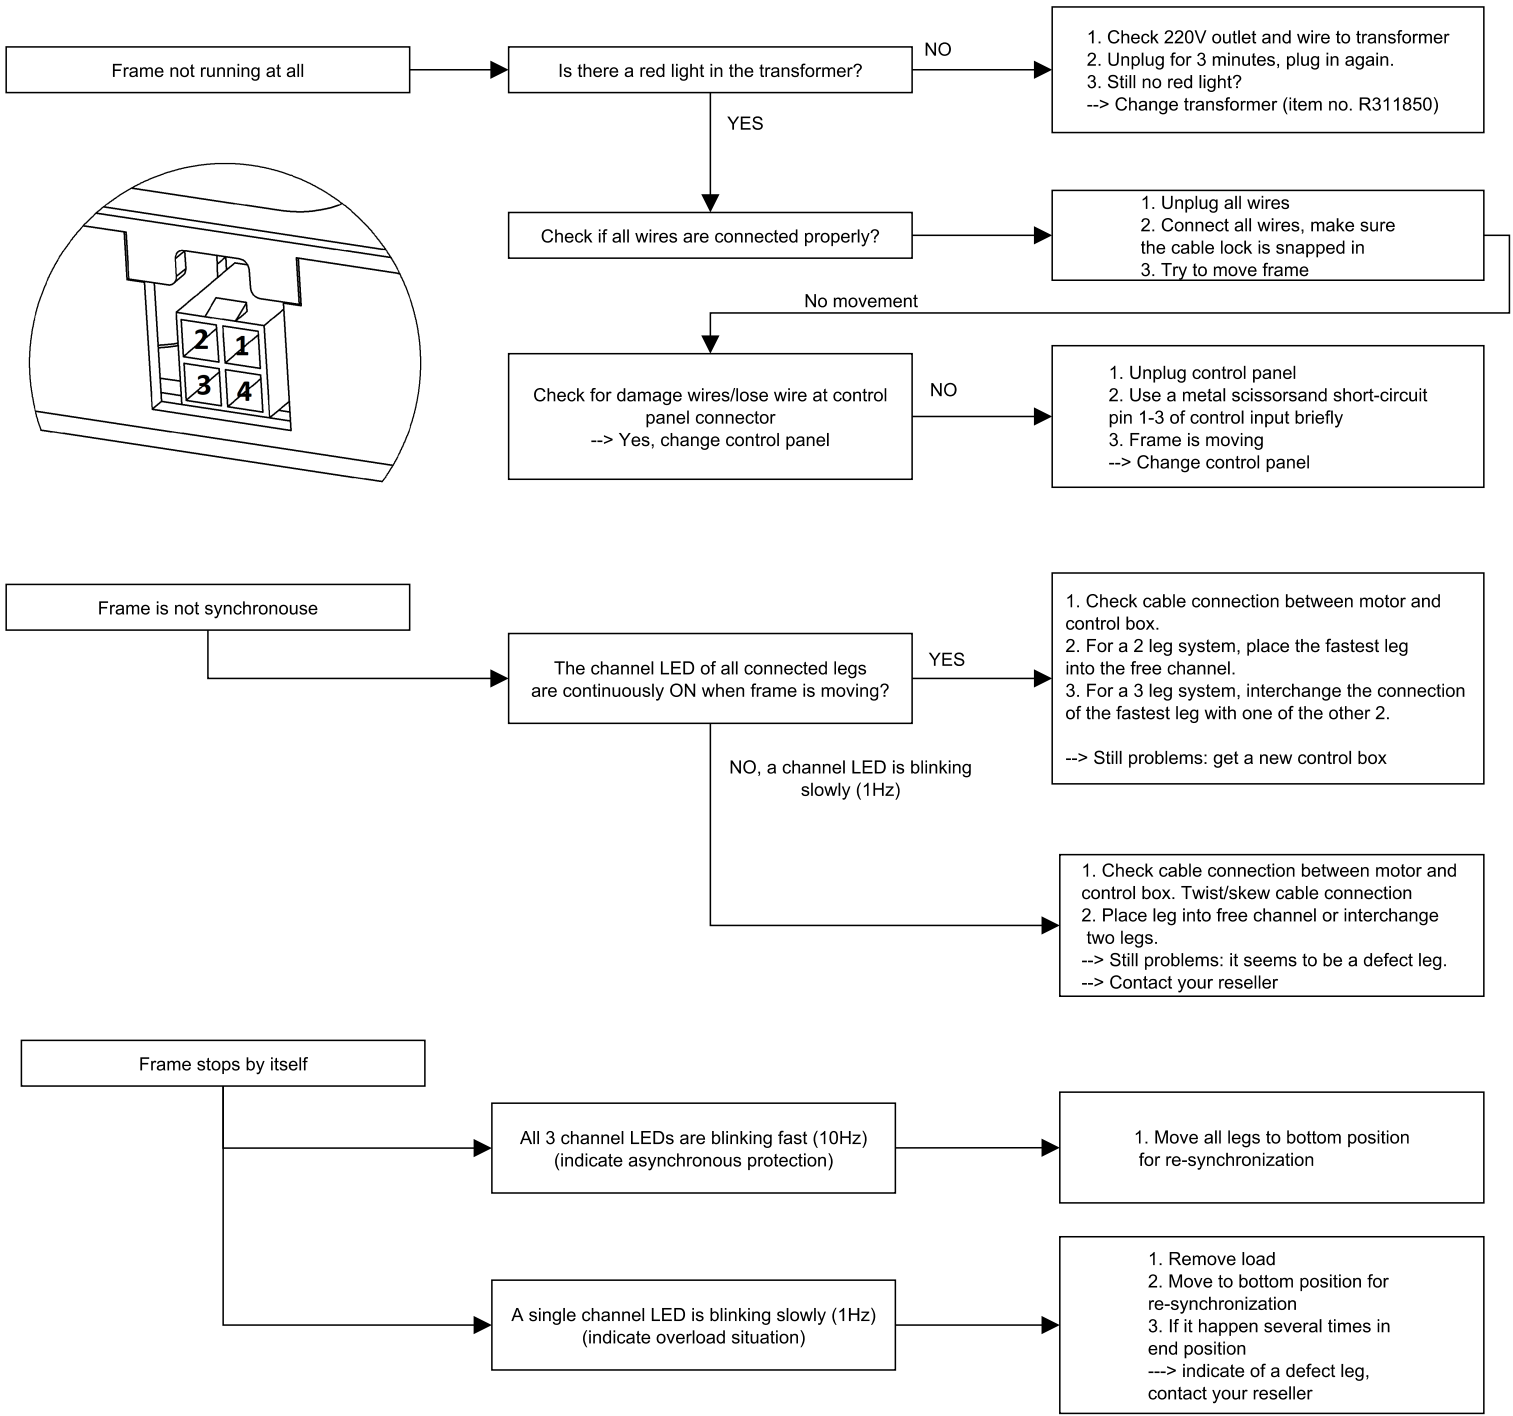 Frame not running at all
Is there a red light in the transformer?
NO
1. Check 220V outlet and wire to transformer
2. Unplug for 3 minutes, plug in again.
3. Still no red light?
--> Change transformer (item no. R311850)
YES
Check if all wires are connected properly?
1. Unplug all wires
2. Connect all wires, make sure
the cable lock is snapped in
3. Try to move frame
No movement
2 1
3 4
Check for damage wires/lose wire at control
panel connector
--> Yes, change control panel
NO
1. Unplug control panel
2. Use a metal scissorsand short-circuit
pin 1-3 of control input briefly
3. Frame is moving
--> Change control panel
Frame is not synchronouse
The channel LED of all connected legs
are continuously ON when frame is moving?
YES
1. Check cable connection between motor and
control box.
2. For a 2 leg system, place the fastest leg
into the free channel.
3. For a 3 leg system, interchange the connection
of the fastest leg with one of the other 2.
--> Still problems: get a new control box
NO, a channel LED is blinking
slowly (1Hz)
1. Check cable connection between motor and
control box. Twist/skew cable connection
2. Place leg into free channel or interchange
two legs.
--> Still problems: it seems to be a defect leg.
--> Contact your reseller
Frame stops by itself
All 3 channel LEDs are blinking fast (10Hz)
(indicate asynchronous protection)
1. Move all legs to bottom position
for re-synchronization
A single channel LED is blinking slowly (1Hz)
(indicate overload situation)
1. Remove load
2. Move to bottom position for
re-synchronization
3. If it happen several times in
end position
---> indicate of a defect leg,
contact your reseller